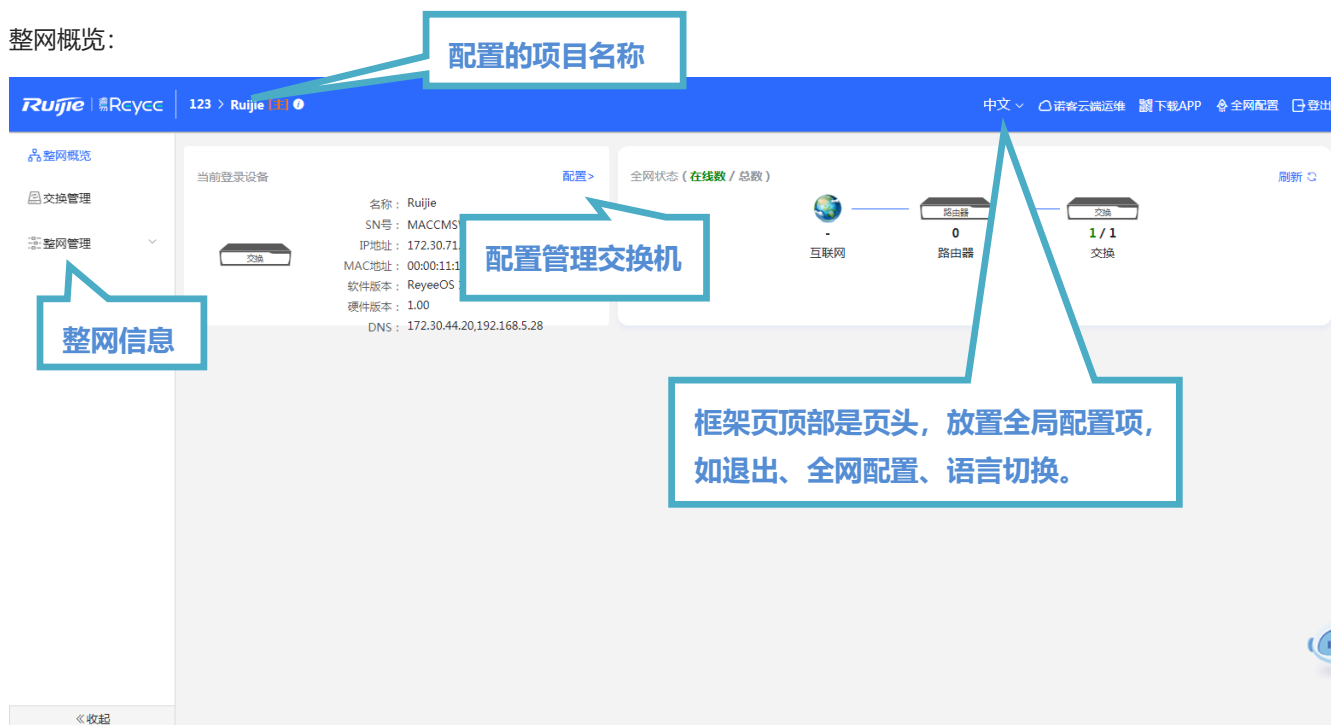 整网概览：
配置的项目名称
Ruijie | 睿易Reyee 123 > Ruijie [主]
中文 诺客云端运维 下载APP 全网配置 登出
整网概览
交换管理
整网管理
整网信息
当前登录设备 配置>
交换
名称： Ruijie
SN号： MACCMS
IP地址： 172.30.71.
MAC地址： 00:00:11:1
软件版本： ReyeeOS
硬件版本： 1.00
DNS： 172.30.44.20,192.168.5.28
配置管理交换机
全网状态 ( 在线数 / 总数 ) 刷新
路由器 交换
- 0 1 / 1
互联网 路由器 交换
框架页顶部是页头，放置全局配置项，
如退出、全网配置、语言切换。
《收起